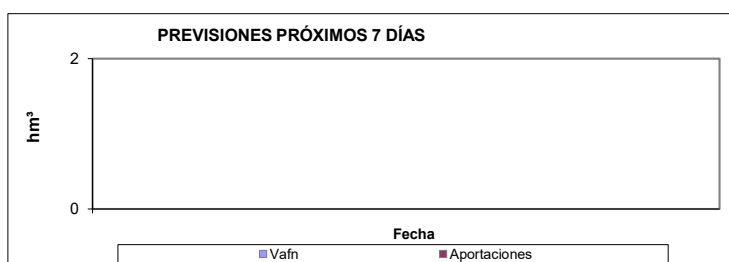 PREVISIONES PRÓXIMOS 7 DÍAS
2
hm³
0
Fecha
Vafn Aportaciones